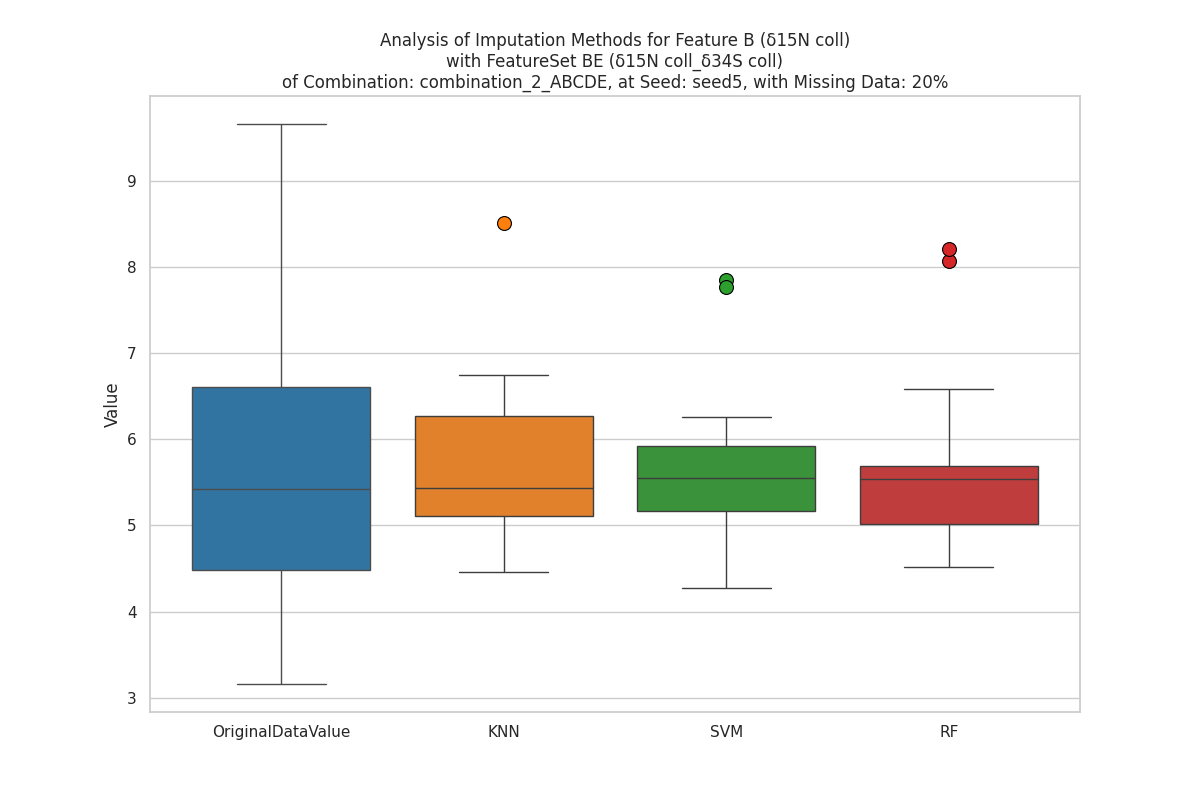 Analysis of Imputation Methods for Feature B (δ15N coll)
with FeatureSet BE (δ15N coll_δ34S coll)
of Combination: combination_2_ABCDE, at Seed: seed5, with Missing Data: 20%
Value
9
8
7
6
5
4
3
OriginalDataValue
KNN
SVM
RF